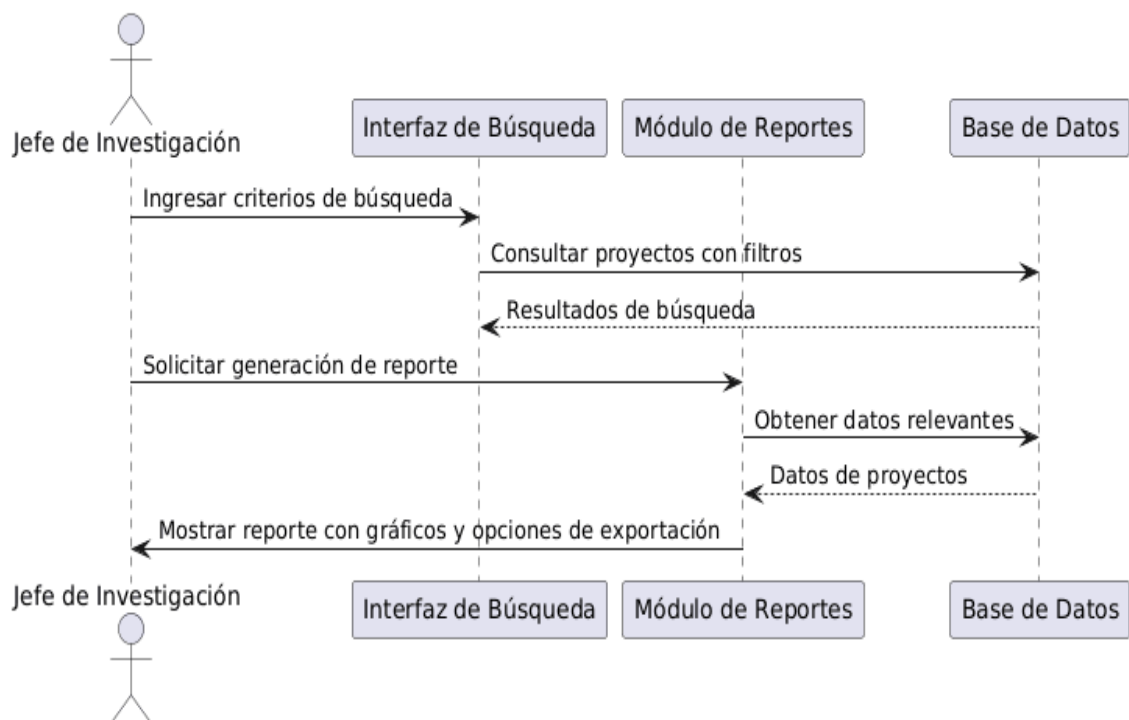 Jefe de Investigación
Interfaz de Búsqueda
Módulo de Reportes
Base de Datos
Ingresar criterios de búsqueda
Consultar proyectos con filtros
Resultados de búsqueda
Solicitar generación de reporte
Obtener datos relevantes
Datos de proyectos
Mostrar reporte con gráficos y opciones de exportación
Jefe de Investigación
Interfaz de Búsqueda
Módulo de Reportes
Base de Datos